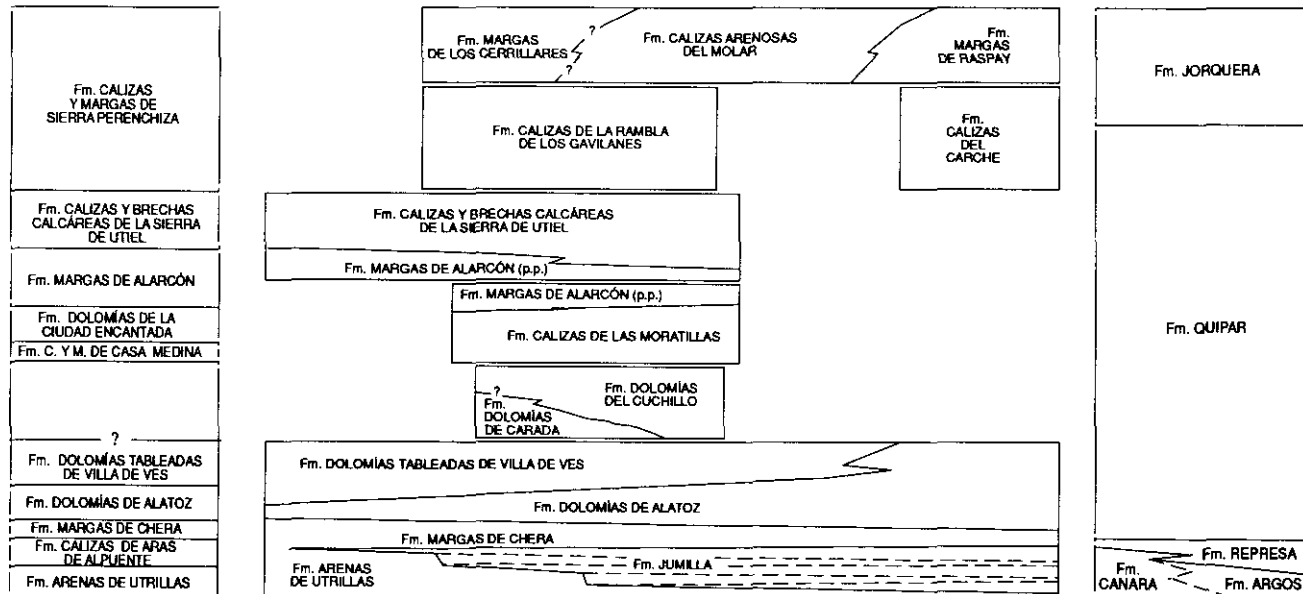 Fm. CALIZAS
Y MARGAS DE
SIERRA PERENCHIZA
Fm. CALIZAS Y BRECHAS
CALCÁREAS DE LA SIERRA
DE UTIEL
Fm. MARGAS DE ALARCÓN
Fm. DOLOMÍAS DE LA
CIUDAD ENCANTADA
Fm. C. Y M. DE CASA MEDINA
?
Fm. DOLOMÍAS TABLEADAS
DE VILLA DE VES
Fm. DOLOMÍAS DE ALATOZ
Fm. MARGAS DE CHERA
Fm. CALIZAS DE ARAS
DE ALPUENTE
Fm. ARENAS DE UTRILLAS
Fm. MARGAS
DE LOS CERRILLARES
?
?
Fm. CALIZAS ARENOSAS
DEL MOLAR
Fm.
MARGAS
DE RASPAY
Fm. CALIZAS DE LA RAMBLA
DE LOS GAVILANES
Fm.
CALIZAS
DEL
CARCHE
Fm. CALIZAS Y BRECHAS CALCÁREAS
DE LA SIERRA DE UTIEL
Fm. MARGAS DE ALARCÓN (p.p.)
Fm. MARGAS DE ALARCÓN (p.p.)
Fm. CALIZAS DE LAS MORATILLAS
?
Fm.
DOLOMÍAS
DE CARADA
Fm. DOLOMÍAS
DEL CUCHILLO
Fm. DOLOMÍAS TABLEADAS DE VILLA DE VES
Fm. DOLOMÍAS DE ALATOZ
Fm. MARGAS DE CHERA
Fm. ARENAS
DE UTRILLAS
Fm. JUMILLA
Fm. JORQUERA
Fm. QUIPAR
Fm. REPRESA
Fm.
CANARA
Fm. ARGOS